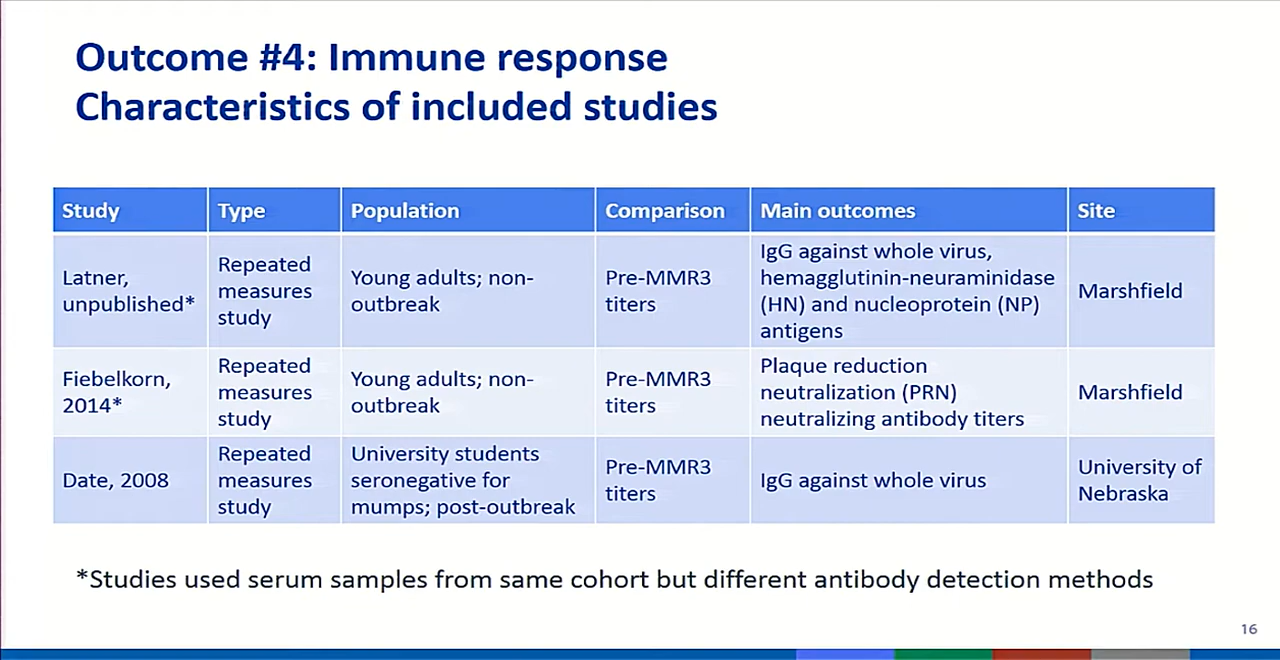 Outcome #4: Immune response
Characteristics of included studies
Study
Type
Population
Comparison
Main outcomes
Site
Latner,
unpublished*
Repeated
measures
study
Young adults; non-
outbreak
Pre-MMR3
titers
IgG against whole virus,
hemagglutinin-neuraminidase
(HN) and nucleoprotein (NP)
antigens
Marshfield
Fiebelkorn,
2014*
Repeated
measures
study
Young adults; non-
outbreak
Pre-MMR3
titers
Plaque reduction
neutralization (PRN)
neutralizing antibody titers
Marshfield
Date, 2008
Repeated
measures
study
University students
seronegative for
mumps; post-outbreak
Pre-MMR3
titers
IgG against whole virus
University of
Nebraska
*Studies used serum samples from same cohort but different antibody detection methods
16